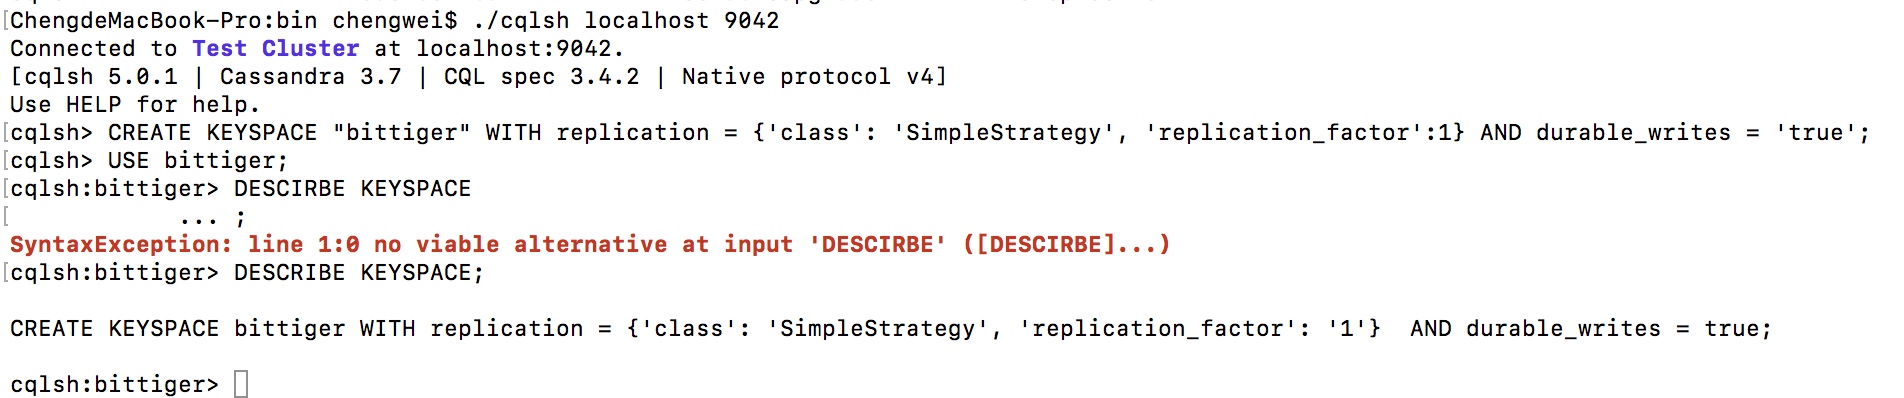 [ChengdeMacBook-Pro:bin chengwei$ ./cqlsh localhost 9042
Connected to Test Cluster at localhost:9042.
[cqlsh 5.0.1 | Cassandra 3.7 | CQL spec 3.4.2 | Native protocol v4]
Use HELP for help.
[cqlsh> CREATE KEYSPACE "bittiger" WITH replication = {'class': 'SimpleStrategy', 'replication_factor':1} AND durable_writes = 'true';
[cqlsh> USE bittiger;
[cqlsh:bittiger> DESCIRBE KEYSPACE
[            ... ;
SyntaxException: line 1:0 no viable alternative at input 'DESCIRBE' ([DESCIRBE]...)
[cqlsh:bittiger> DESCRIBE KEYSPACE;
CREATE KEYSPACE bittiger WITH replication = {'class': 'SimpleStrategy', 'replication_factor': '1'}  AND durable_writes = true;
cqlsh:bittiger>